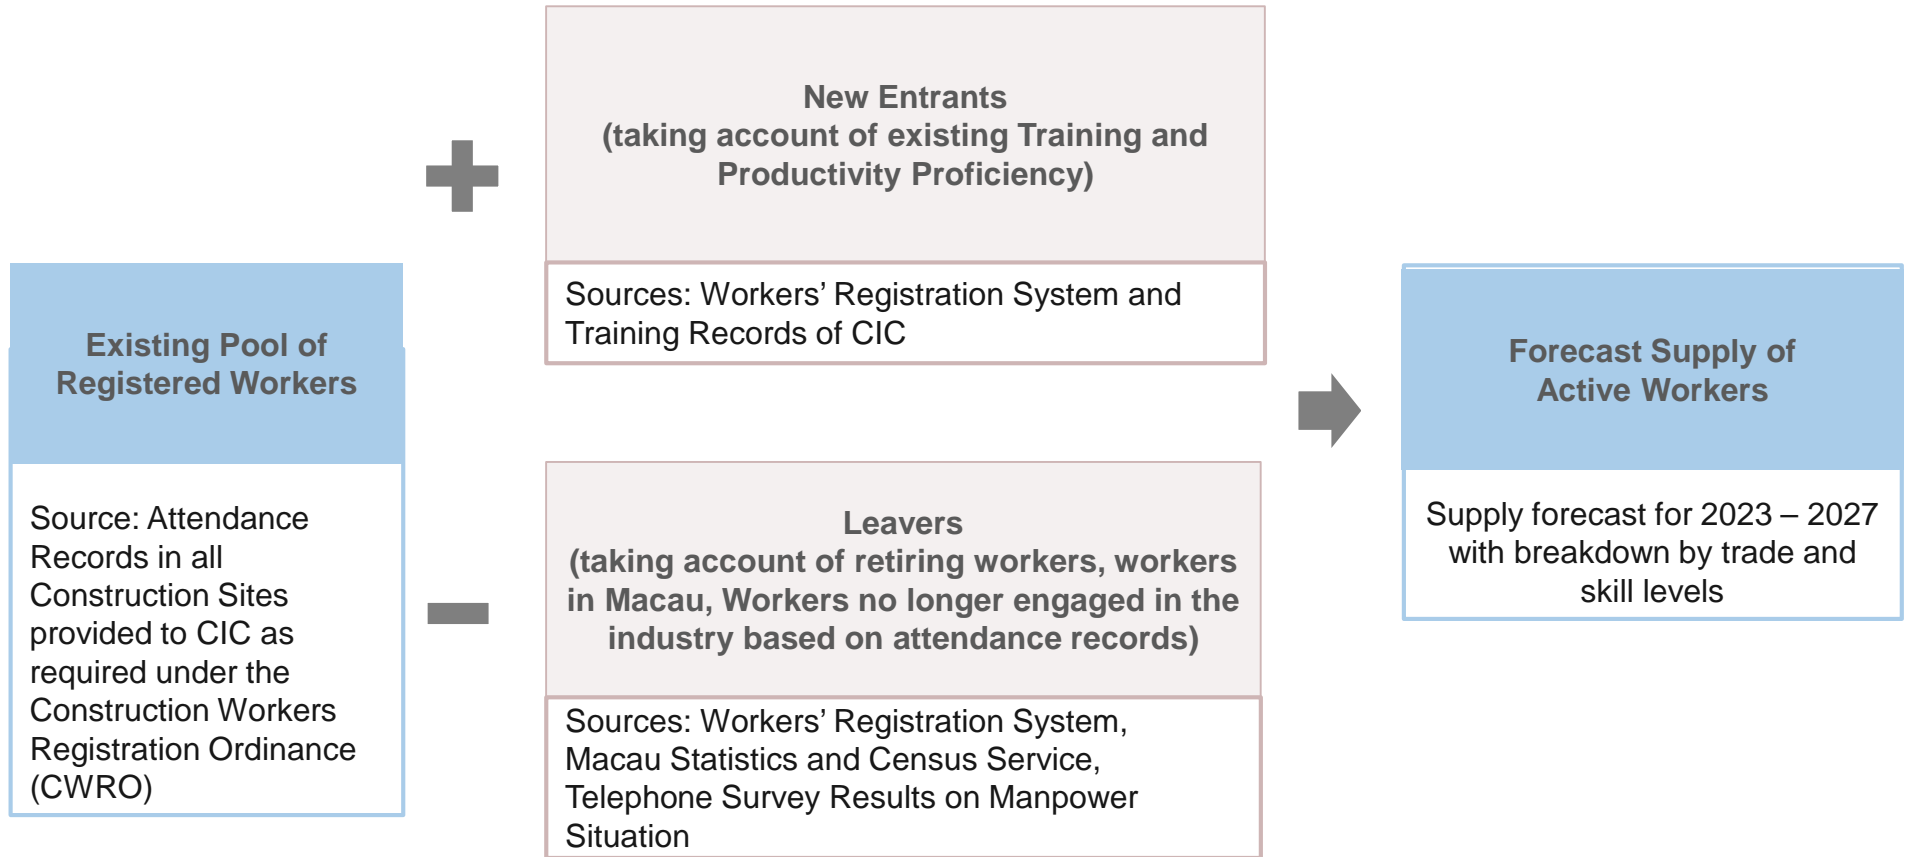 New Entrants
(taking account of existing Training and
Productivity Proficiency)
Sources: Workers’ Registration System and
Training Records of CIC
Existing Pool of
Registered Workers
Source: Attendance
Records in all
Construction Sites
provided to CIC as
required under the
Construction Workers
Registration Ordinance
(CWRO)
Leavers
(taking account of retiring workers, workers
in Macau, Workers no longer engaged in the
industry based on attendance records)
Sources: Workers’ Registration System,
Macau Statistics and Census Service,
Telephone Survey Results on Manpower
Situation
Forecast Supply of
Active Workers
Supply forecast for 2023 – 2027
with breakdown by trade and
skill levels